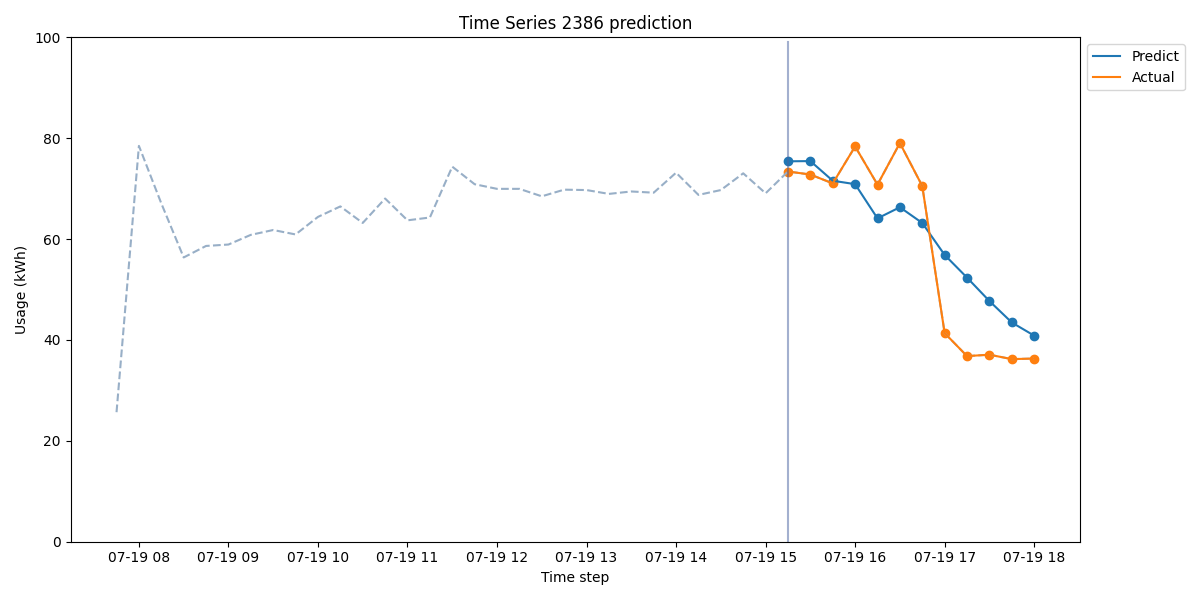 Time Series 2386 prediction
Predict
Actual
Usage (kWh)
100
80
60
40
20
0
07-19 08 07-19 09 07-19 10 07-19 11 07-19 12 07-19 13 07-19 14 07-19 15 07-19 16 07-19 17 07-19 18
Time step